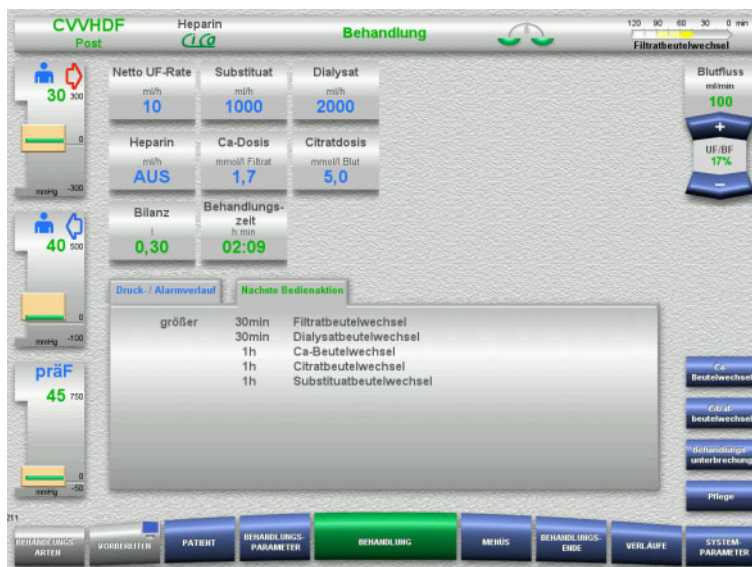 CVVHDF
Post
Heparin
CiCa
Behandlung
120 90 60 30 0 min
Filtratbeutelwechsel
30 300
0
mmHg -300
40 500
0
mmHg -100
präF
45 750
0
mmHg -50
Netto UF-Rate
ml/h
10
Substituat
ml/h
1000
Dialysat
ml/h
2000
Heparin
ml/h
AUS
Ca-Dosis
mmol/l Filtrat
1,7
Citratdosis
mmol/l Blut
5,0
Bilanz
l
0,30
Behandlungs-
zeit
h:min
02:09
Blutfluss
ml/min
100
+
UF/BF
17%
−
Druck- / Alarmverlauf Nächste Bedienaktion
größer 30min Filtratbeutelwechsel
30min Dialysatbeutelwechsel
1h Ca-Beutelwechsel
1h Citratbeutelwechsel
1h Substituatbeutelwechsel
Ca-
Beutelwechsel
Citrat-
beutelwechsel
Behandlungs-
unterbrechung
Pflege
211
BEHANDLUNGS-
ARTEN
VORBEREITEN
PATIENT
BEHANDLUNGS-
PARAMETER
BEHANDLUNG
MENÜS
BEHANDLUNGS-
ENDE
VERLÄUFE
SYSTEM-
PARAMETER